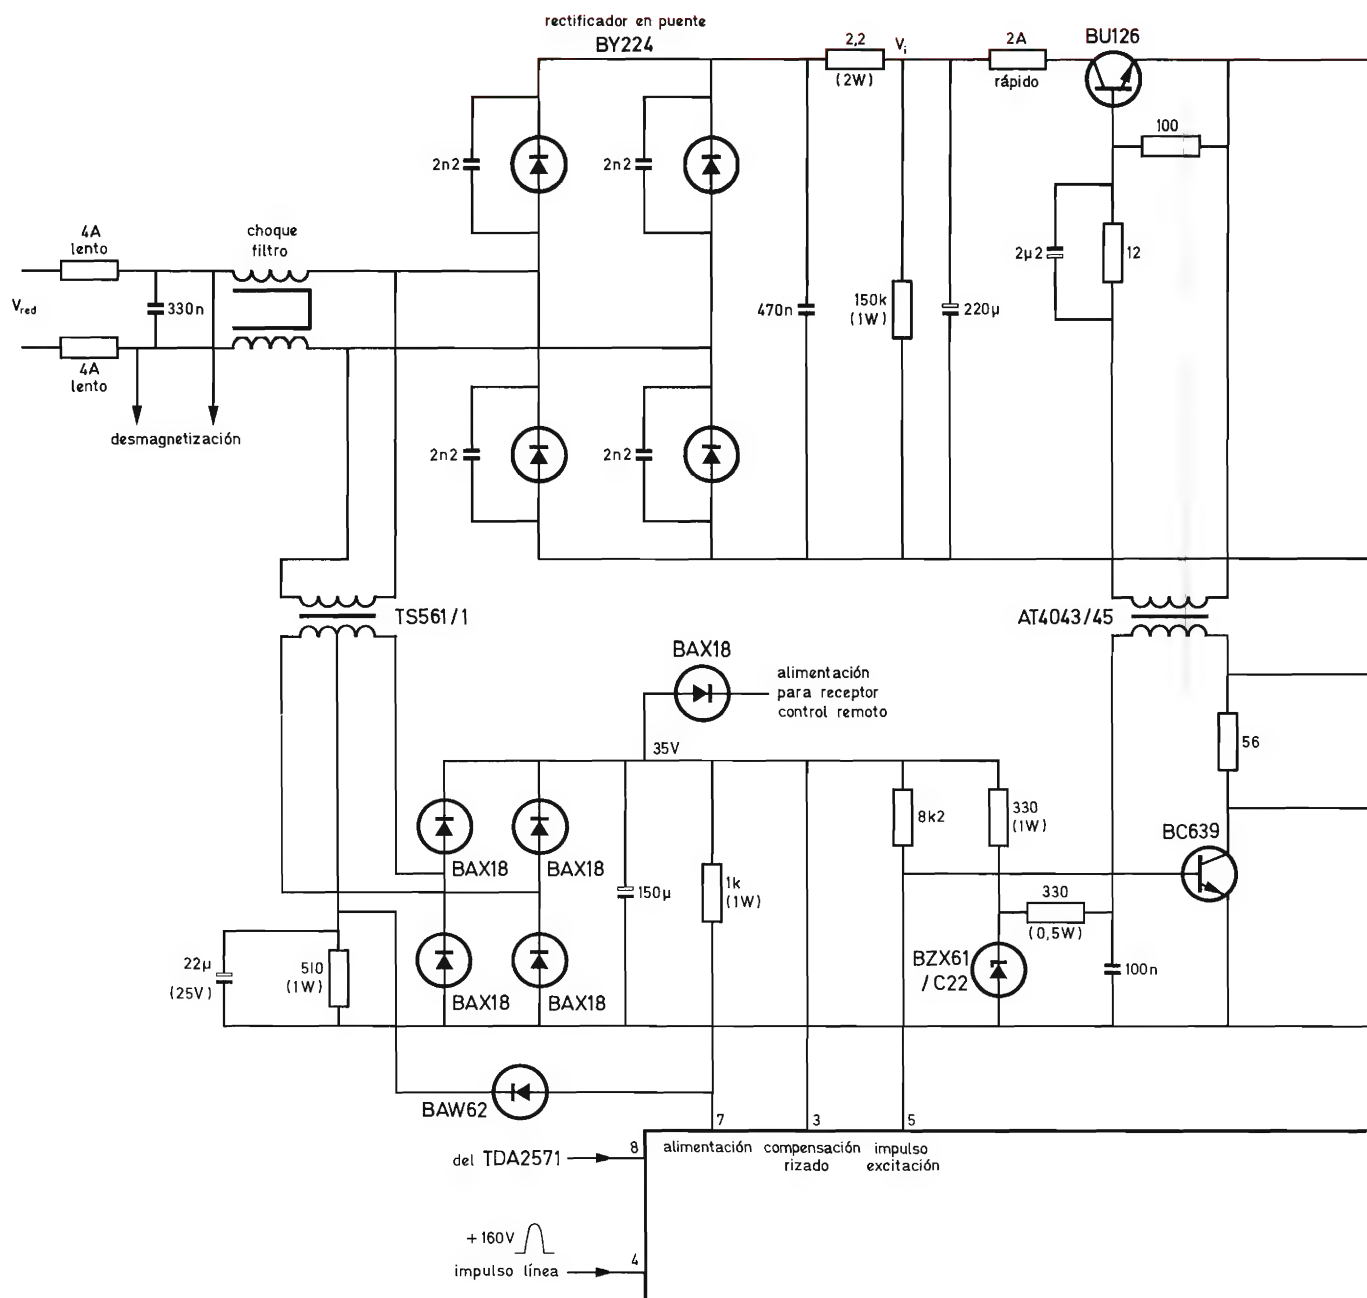 rectificador en puente
BY224
2,2
(2W)
Vi
2A
rápido
BU126
100
2n2
2n2
4A
lento
choque
filtro
2µ2
12
Vred
330n
470n
150k
(1W)
220µ
4A
lento
desmagnetización
2n2
2n2
TS561/1
AT4043/45
BAX18
alimentación
para receptor
control remoto
35V
56
8k2
330
(1W)
BC639
BAX18
BAX18
150µ
1k
(1W)
330
(0,5W)
22µ
(25V)
510
(1W)
BAX18
BAX18
BZX61
/C22
100n
BAW62
7
3
5
del TDA2571
8
alimentación
compensación
rizado
impulso
excitación
+160V
impulso línea
4